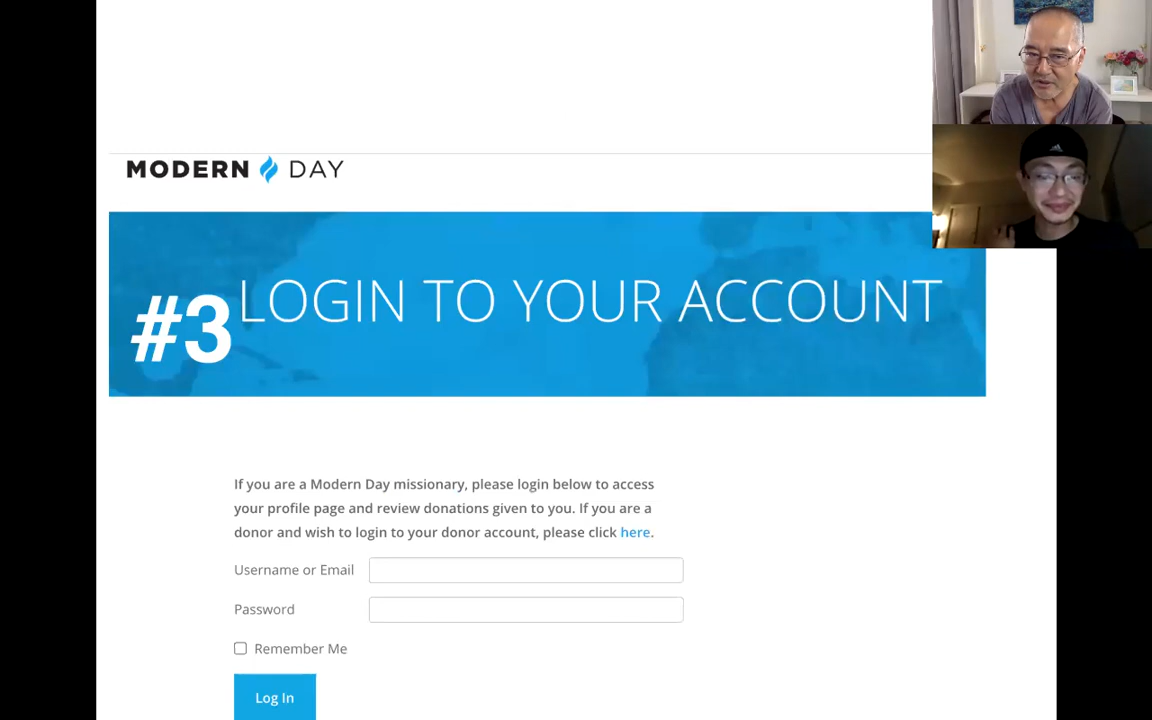 MODERN DAY
#3 LOGIN TO YOUR ACCOUNT
If you are a Modern Day missionary, please login below to access
your profile page and review donations given to you. If you are a
donor and wish to login to your donor account, please click here.
Username or Email
Password
Remember Me
Log In